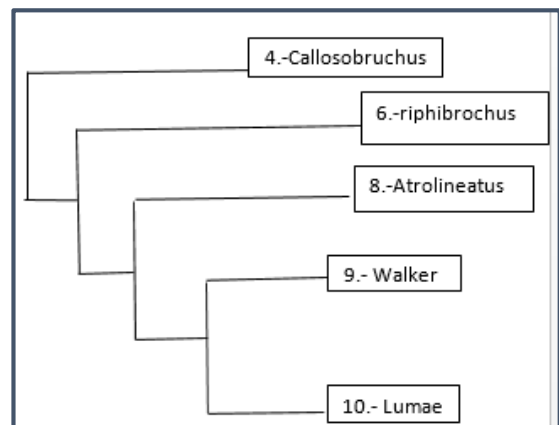 4.-Callosobruchus
6.-riphibrochus
8.-Atrolineatus
9.- Walker
10.- Lumae